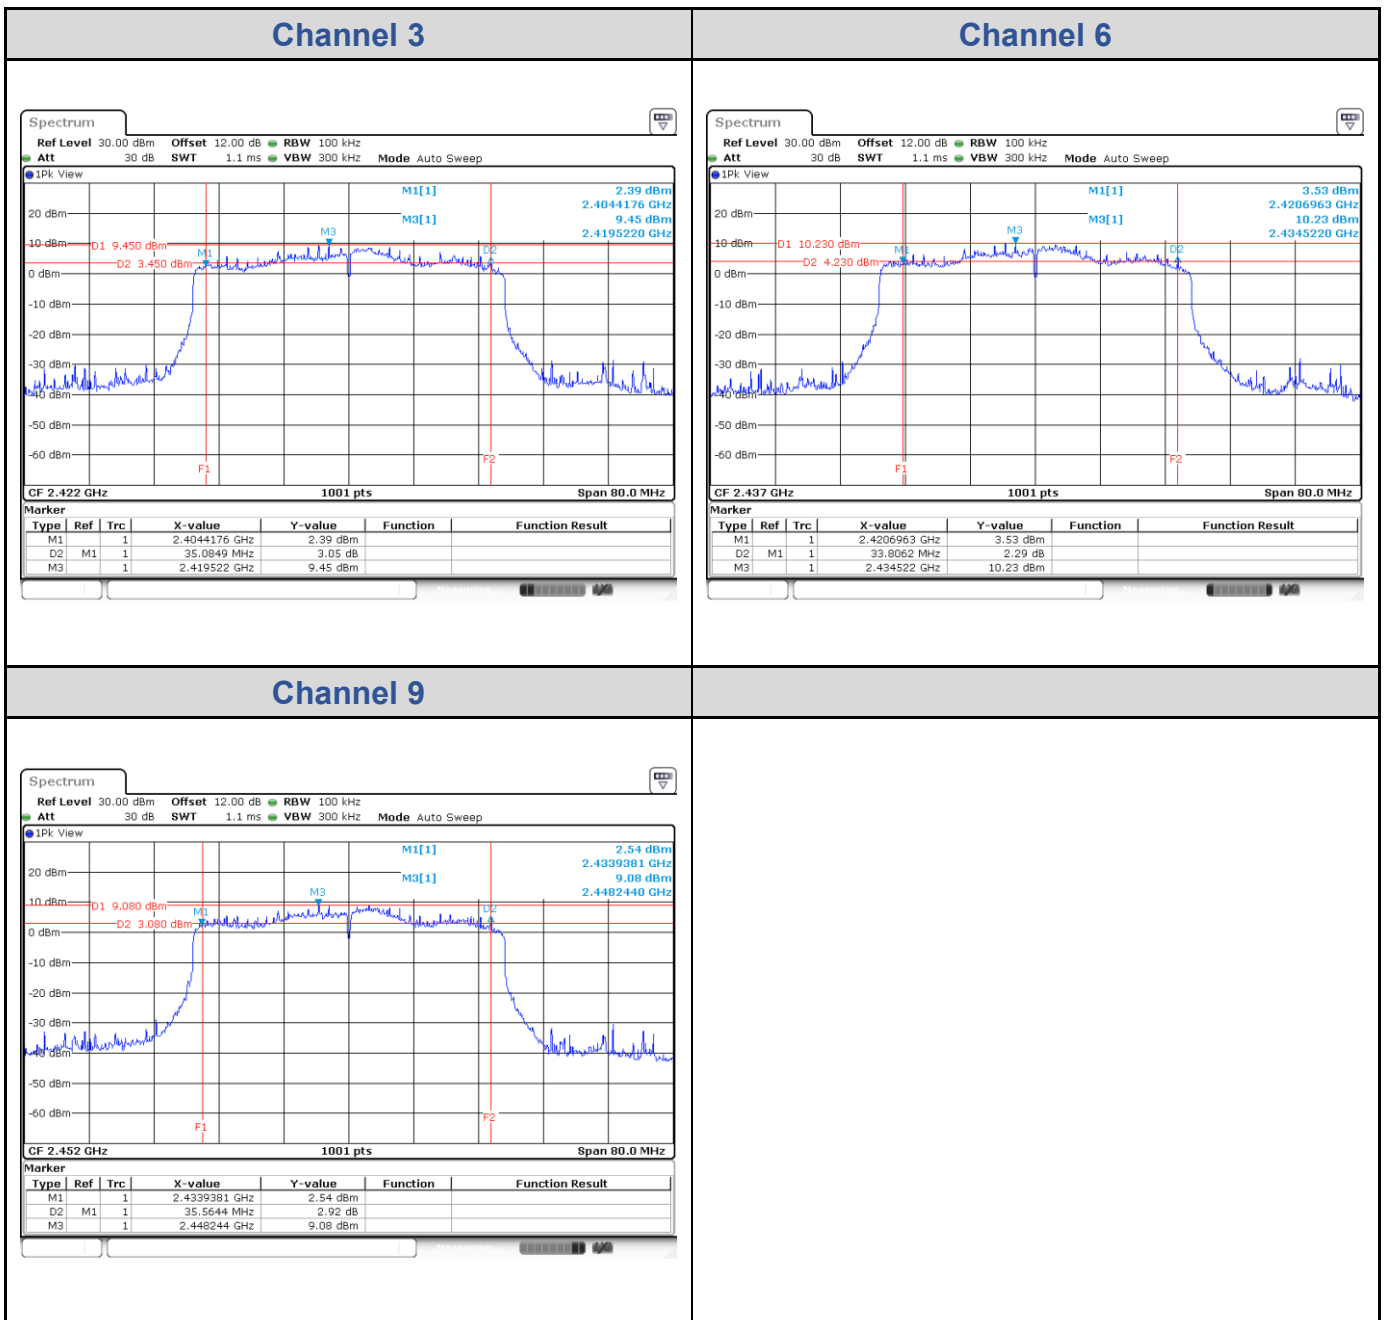 Channel 3
Channel 6
Spectrum
Ref Level 30.00 dBm Offset 12.00 dB RBW 100 kHz
Att 30 dB SWT 1.1 ms VBW 300 kHz Mode Auto Sweep
1Pk View
M1[1] 2.39 dBm
2.4044176 GHz
M3[1] 9.45 dBm
2.4195220 GHz
20 dBm
10 dBm
0 dBm
-10 dBm
-20 dBm
-30 dBm
-40 dBm
-50 dBm
-60 dBm
D1 9.450 dBm
D2 3.450 dBm
M1
M3
D2
F1
F2
CF 2.422 GHz 1001 pts Span 80.0 MHz
Marker
Type Ref Trc X-value Y-value Function Function Result
M1 1 2.4044176 GHz 2.39 dBm
D2 M1 1 35.0849 MHz 3.05 dB
M3 1 2.419522 GHz 9.45 dBm
Spectrum
Ref Level 30.00 dBm Offset 12.00 dB RBW 100 kHz
Att 30 dB SWT 1.1 ms VBW 300 kHz Mode Auto Sweep
1Pk View
M1[1] 3.53 dBm
2.4206963 GHz
M3[1] 10.23 dBm
2.4345220 GHz
20 dBm
10 dBm
0 dBm
-10 dBm
-20 dBm
-30 dBm
-40 dBm
-50 dBm
-60 dBm
D1 10.230 dBm
D2 4.230 dBm
M1
M3
D2
F1
F2
CF 2.437 GHz 1001 pts Span 80.0 MHz
Marker
Type Ref Trc X-value Y-value Function Function Result
M1 1 2.4206963 GHz 3.53 dBm
D2 M1 1 33.8062 MHz 2.29 dB
M3 1 2.434522 GHz 10.23 dBm
Channel 9
Spectrum
Ref Level 30.00 dBm Offset 12.00 dB RBW 100 kHz
Att 30 dB SWT 1.1 ms VBW 300 kHz Mode Auto Sweep
1Pk View
M1[1] 2.54 dBm
2.4339381 GHz
M3[1] 9.08 dBm
2.4482440 GHz
20 dBm
10 dBm
0 dBm
-10 dBm
-20 dBm
-30 dBm
-40 dBm
-50 dBm
-60 dBm
D1 9.080 dBm
D2 3.080 dBm
M1
M3
D2
F1
F2
CF 2.452 GHz 1001 pts Span 80.0 MHz
Marker
Type Ref Trc X-value Y-value Function Function Result
M1 1 2.4339381 GHz 2.54 dBm
D2 M1 1 35.5644 MHz 2.92 dB
M3 1 2.448244 GHz 9.08 dBm